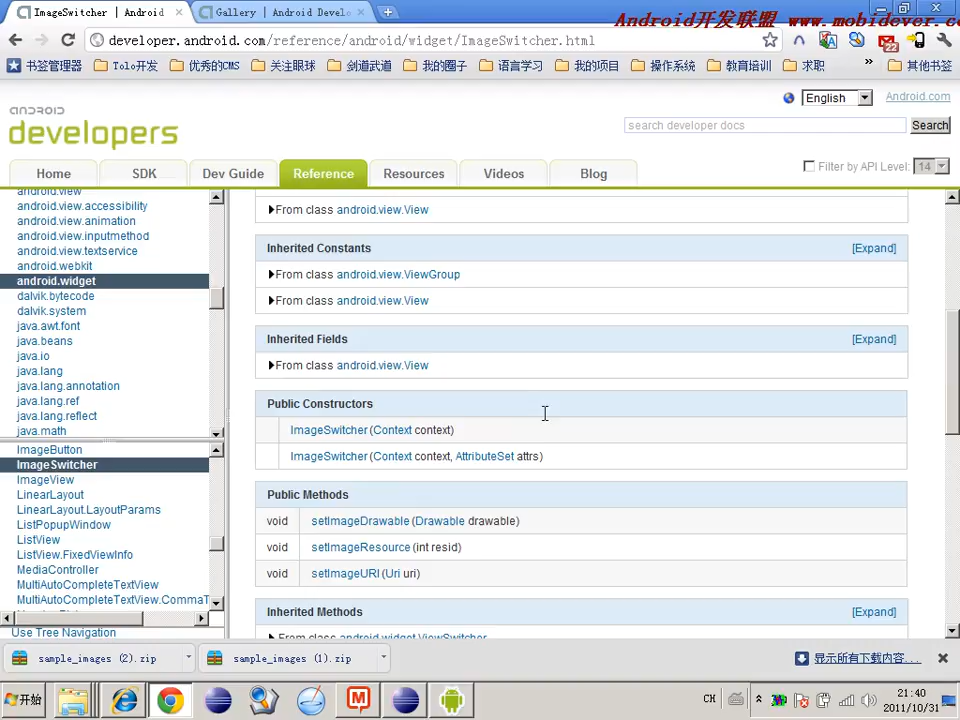 ImageSwitcher | Android
Gallery | Android Develo
Android开发联盟 www.mobidever.c
developer.android.com/reference/android/widget/ImageSwitcher.html
22
书签管理器 Tolo开发 优秀的CMS 关注眼球 剑道武道 我的圈子 语言学习 我的项目 操作系统 教育培训 求职 » 其他书签
English Android.com
ANDROID
developers
search developer docs Search
Home SDK Dev Guide Reference Resources Videos Blog
Filter by API Level: 14
android.view
android.view.accessibility
android.view.animation
android.view.inputmethod
android.view.textservice
android.webkit
android.widget
dalvik.bytecode
dalvik.system
java.awt.font
java.beans
java.io
java.lang
java.lang.annotation
java.lang.ref
java.lang.reflect
java.math
ImageButton
ImageSwitcher
ImageView
LinearLayout
LinearLayout.LayoutParams
ListPopupWindow
ListView
ListView.FixedViewInfo
MediaController
MultiAutoCompleteTextView
MultiAutoCompleteTextView.CommaT
Use Tree Navigation
From class android.view.View
Inherited Constants [Expand]
From class android.view.ViewGroup
From class android.view.View
Inherited Fields [Expand]
From class android.view.View
Public Constructors
ImageSwitcher(Context context)
ImageSwitcher(Context context, AttributeSet attrs)
Public Methods
void setImageDrawable(Drawable drawable)
void setImageResource(int resid)
void setImageURI(Uri uri)
Inherited Methods [Expand]
From class android.widget.ViewSwitcher
sample_images (2).zip
sample_images (1).zip
显示所有下载内容...
开始
CH
21:40
2011/10/31